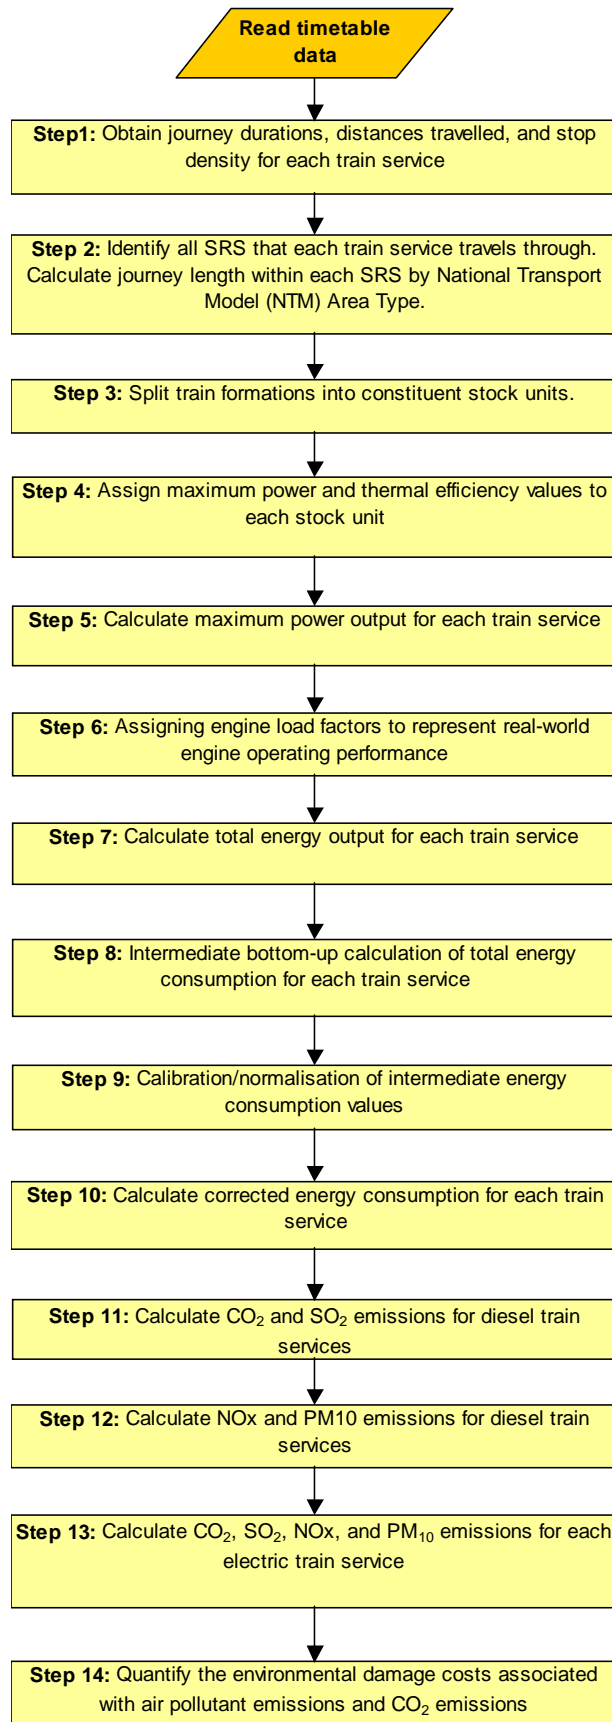 Read timetable
data
Step1: Obtain journey durations, distances travelled, and stop
density for each train service
Step 2: Identify all SRS that each train service travels through.
Calculate journey length within each SRS by National Transport
Model (NTM) Area Type.
Step 3: Split train formations into constituent stock units.
Step 4: Assign maximum power and thermal efficiency values to
each stock unit
Step 5: Calculate maximum power output for each train service
Step 6: Assigning engine load factors to represent real-world
engine operating performance
Step 7: Calculate total energy output for each train service
Step 8: Intermediate bottom-up calculation of total energy
consumption for each train service
Step 9: Calibration/normalisation of intermediate energy
consumption values
Step 10: Calculate corrected energy consumption for each train
service
Step 11: Calculate CO₂ and SO₂ emissions for diesel train
services
Step 12: Calculate NOx and PM10 emissions for diesel train
services
Step 13: Calculate CO₂, SO₂, NOx, and PM₁₀ emissions for each
electric train service
Step 14: Quantify the environmental damage costs associated
with air pollutant emissions and CO₂ emissions